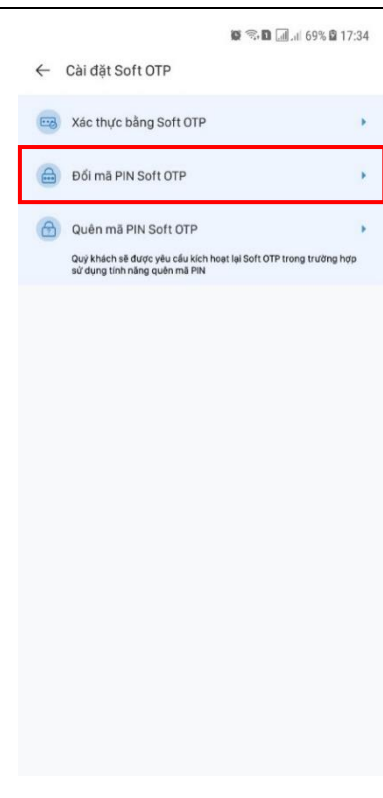 69% 17:34
Cài đặt Soft OTP
Xác thực bằng Soft OTP
Đổi mã PIN Soft OTP
Quên mã PIN Soft OTP
Quý khách sẽ được yêu cầu kích hoạt lại Soft OTP trong trường hợp
sử dụng tính năng quên mã PIN